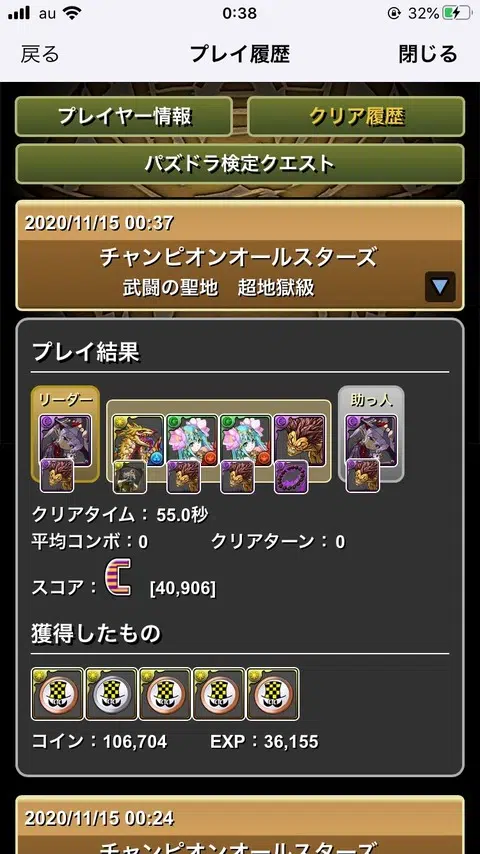 au 0:38 32%
戻る プレイ履歴 閉じる
プレイヤー情報 クリア履歴
パズドラ検定クエスト
2020/11/15 00:37
チャンピオンオールスターズ
武闘の聖地 超地獄級
プレイ結果
リーダー 助っ人
クリアタイム：55.0秒
平均コンボ：0 クリアターン：0
スコア：C [40,906]
獲得したもの
コイン：106,704 EXP：36,155
2020/11/15 00:24
チャンピオンオールスターズ